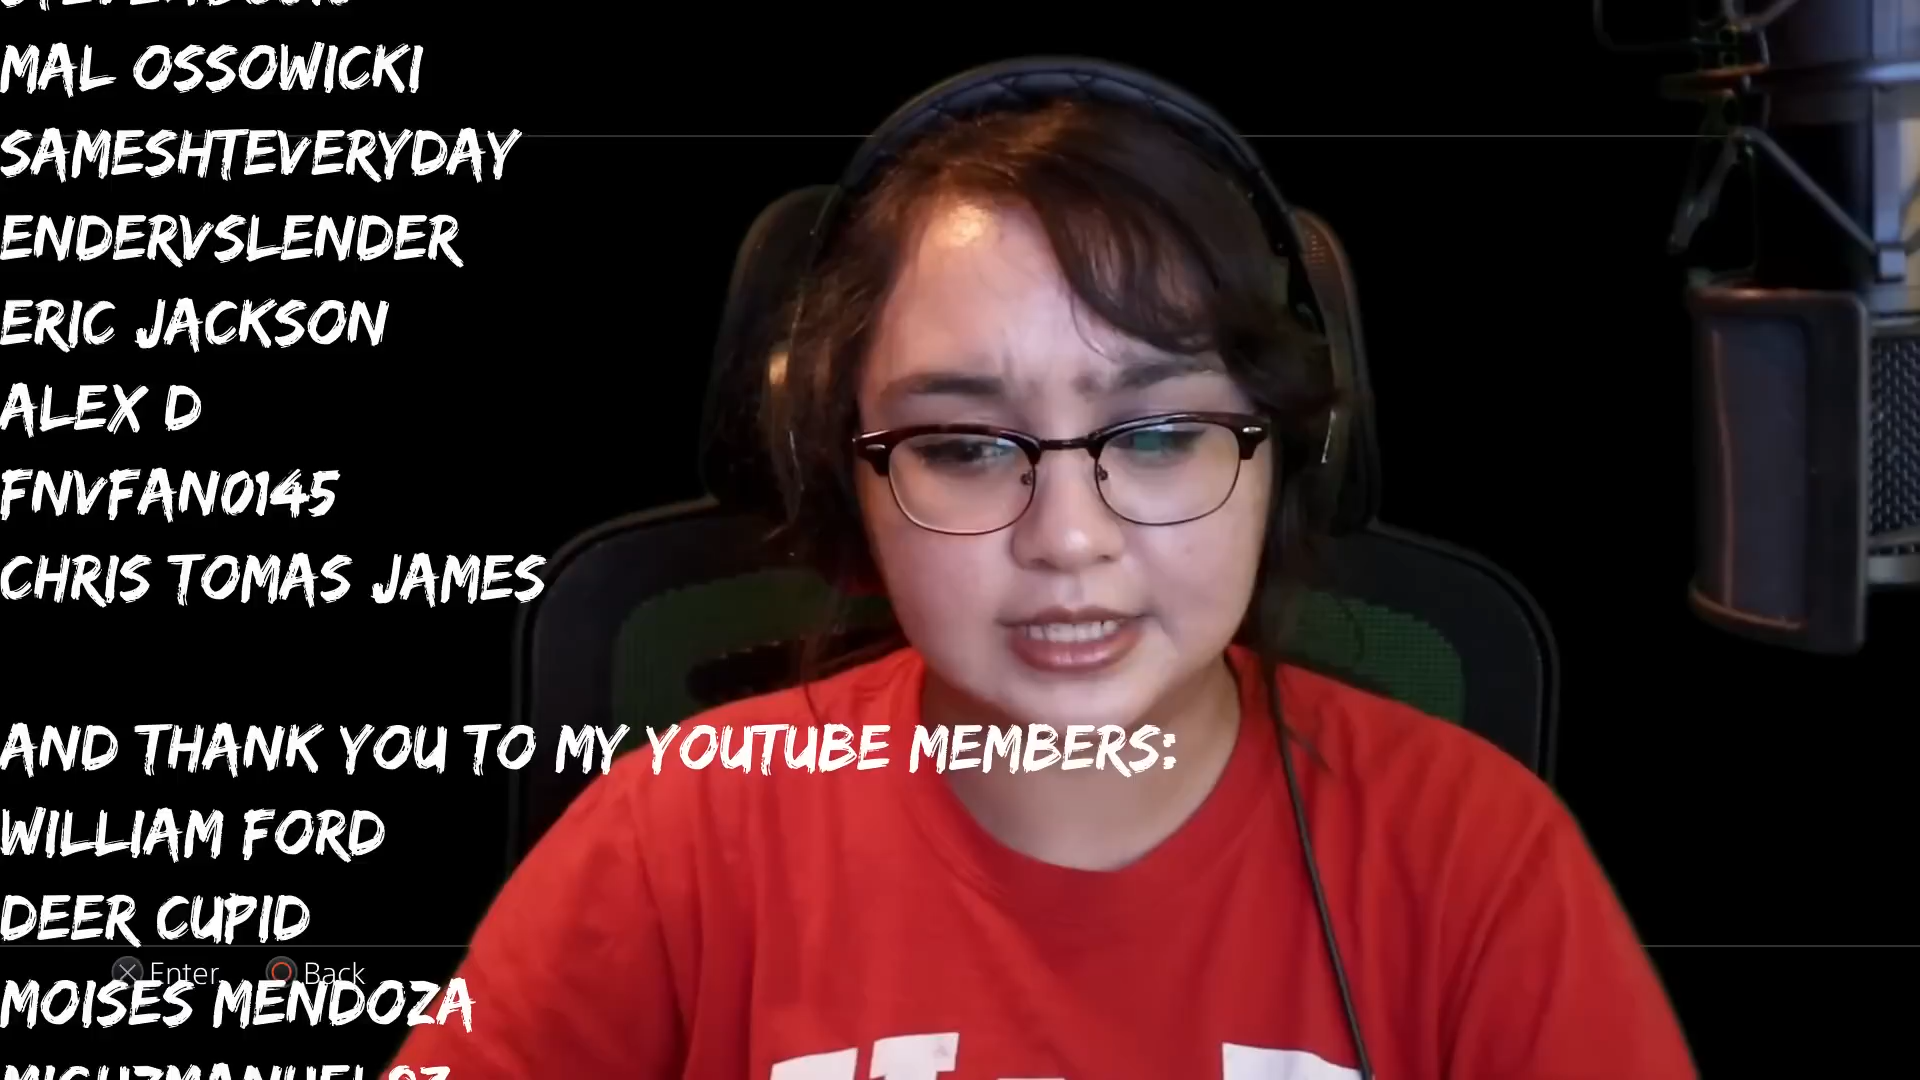 MAL OSSOWICKI
SAMESHTEVERYDAY
ENDERVSLENDER
ERIC JACKSON
ALEX D
FNVFAN0145
CHRIS TOMAS JAMES
AND THANK YOU TO MY YOUTUBE MEMBERS:
WILLIAM FORD
DEER CUPID
Enter Back
MOISES MENDOZA